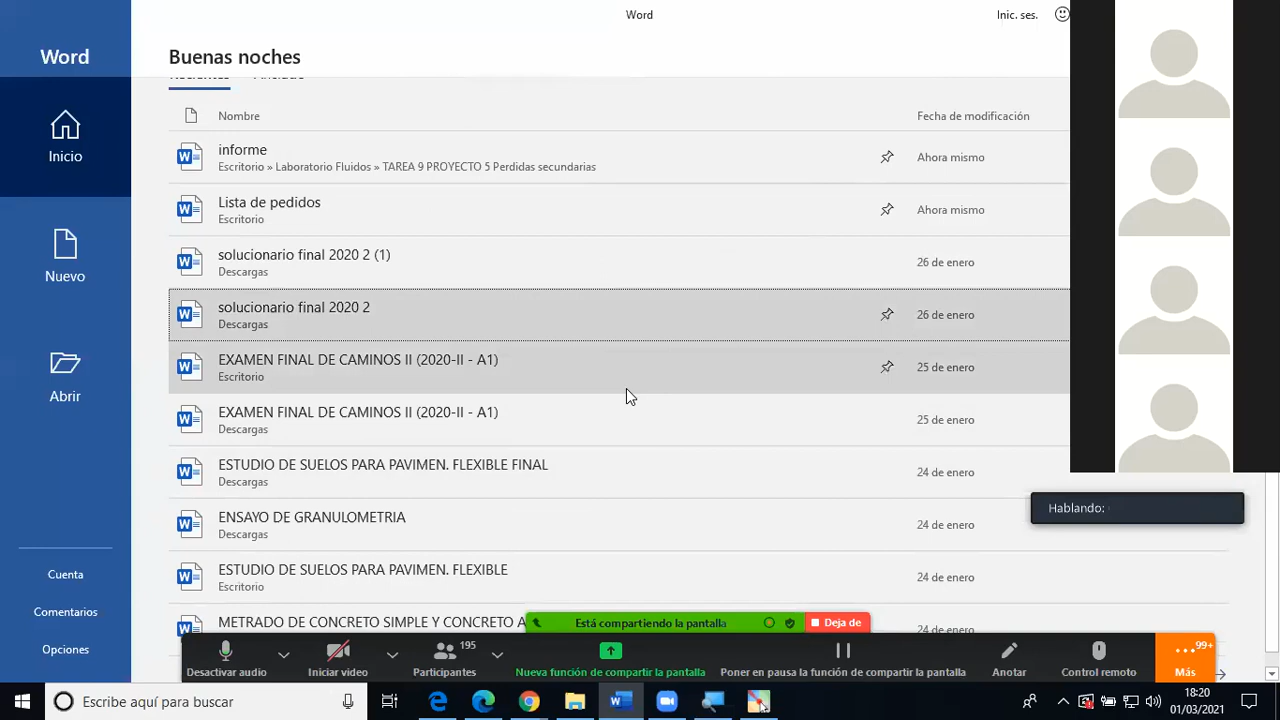 Word
Inic. ses.
Word
Buenas noches
Recientes
Anclado
Nombre
Fecha de modificación
Inicio
informe
Escritorio » Laboratorio Fluidos » TAREA 9 PROYECTO 5 Perdidas secundarias
Ahora mismo
Lista de pedidos
Escritorio
Ahora mismo
Nuevo
solucionario final 2020 2 (1)
Descargas
26 de enero
solucionario final 2020 2
Descargas
26 de enero
Abrir
EXAMEN FINAL DE CAMINOS II (2020-II - A1)
Escritorio
25 de enero
EXAMEN FINAL DE CAMINOS II (2020-II - A1)
Descargas
25 de enero
ESTUDIO DE SUELOS PARA PAVIMEN. FLEXIBLE FINAL
Descargas
24 de enero
Hablando:
ENSAYO DE GRANULOMETRIA
Descargas
24 de enero
Cuenta
ESTUDIO DE SUELOS PARA PAVIMEN. FLEXIBLE
Escritorio
24 de enero
Comentarios
METRADO DE CONCRETO SIMPLE Y CONCRETO A
24 de enero
Opciones
Está compartiendo la pantalla
Deja de
195
99+
Desactivar audio
Iniciar video
Participantes
Nueva función de compartir la pantalla
Poner en pausa la función de compartir la pantalla
Anotar
Control remoto
Más
Escribe aquí para buscar
18:20
01/03/2021